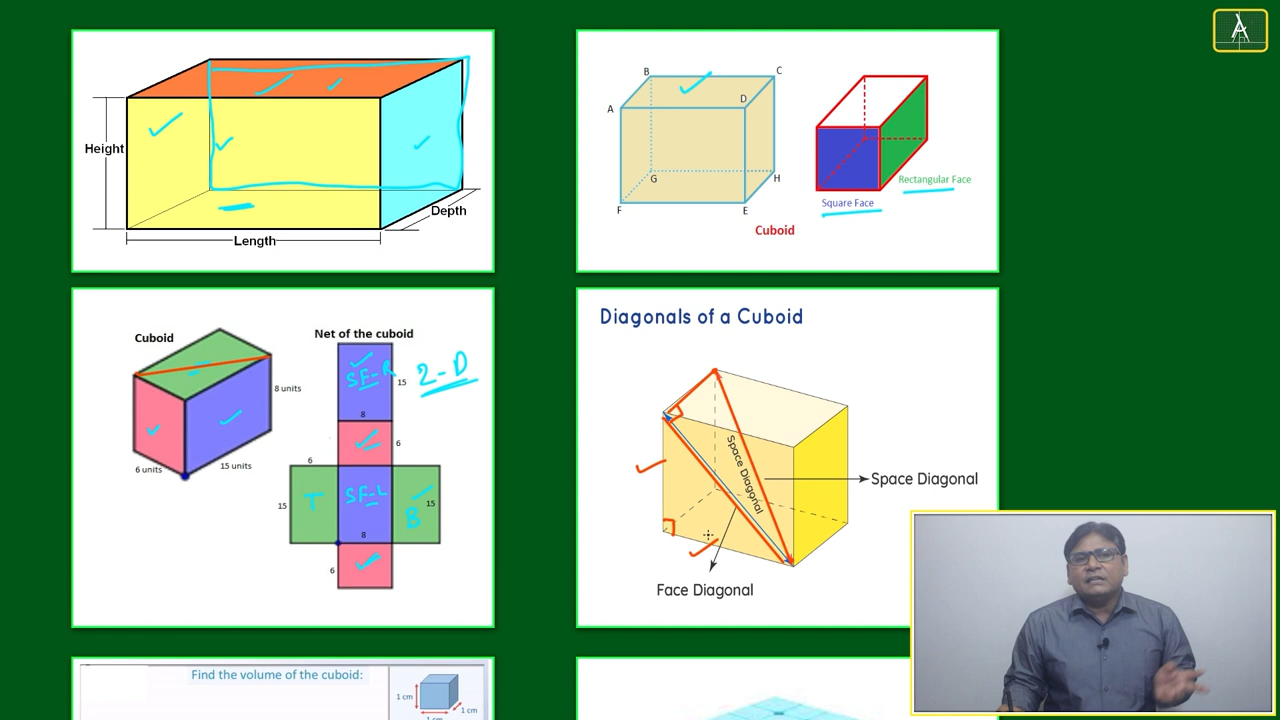 Height
Depth
Length
B
C
A
D
G
H
F
E
Rectangular Face
Square Face
Cuboid
Cuboid
8 units
6 units
15 units
Net of the cuboid
SF-R
15
8
6
6
15
T
SF-L
B
15
8
6
2-D
Diagonals of a Cuboid
Space Diagonal
Space Diagonal
Face Diagonal
Find the volume of the cuboid:
1 cm
1 cm
1 cm